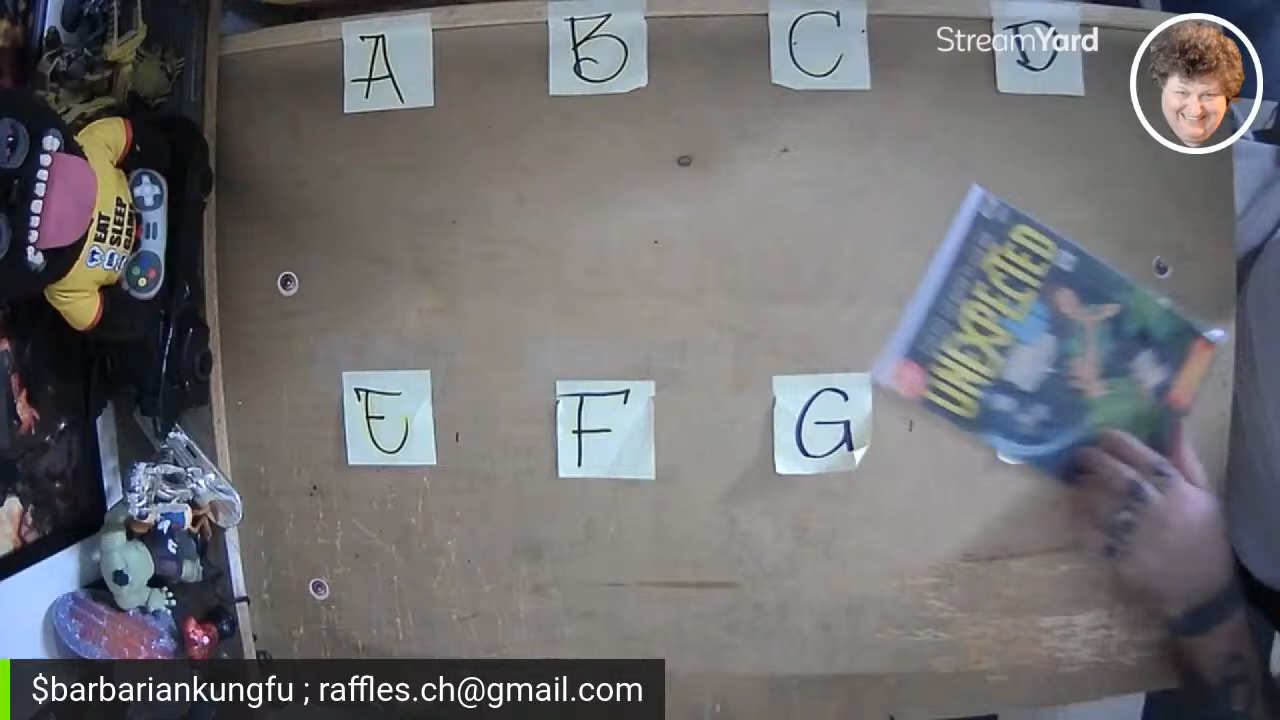 A
B
C
D
StreamYard
EAT
SLEEP
UNEXPECTED
E
F
G
$barbariankungfu ; raffles.ch@gmail.com